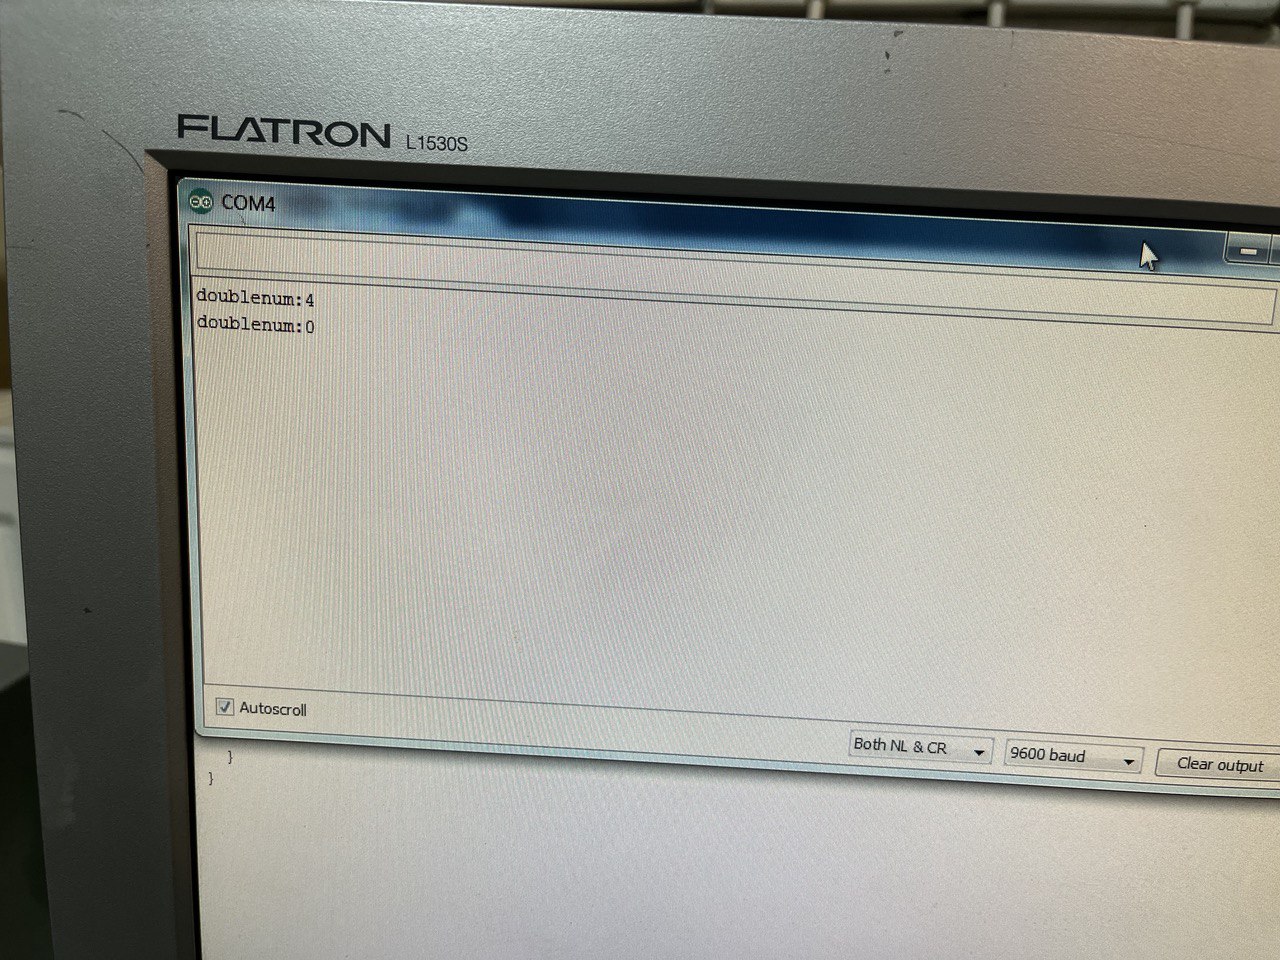 FLATRON L1530S
COM4
doublenum:4
doublenum:0
Autoscroll
Both NL & CR
9600 baud
Clear output
}
}